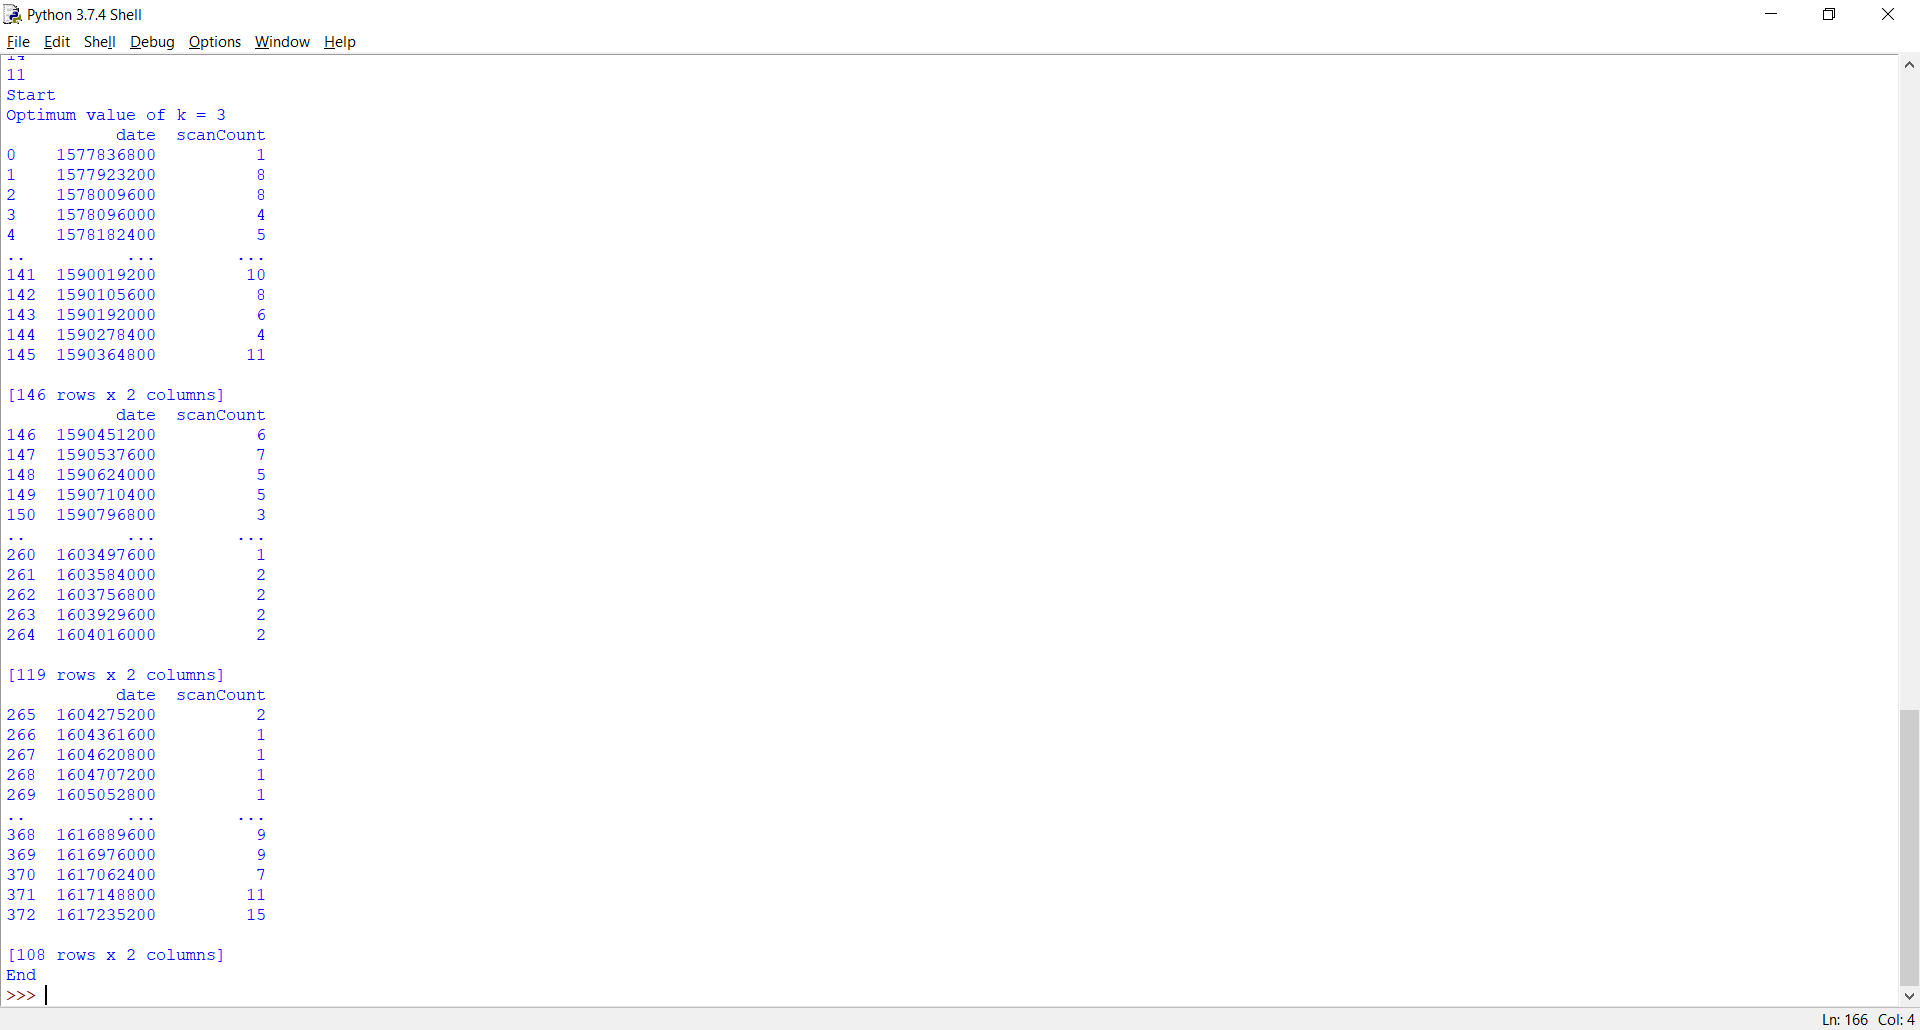 Python 3.7.4 Shell
File Edit Shell Debug Options Window Help
11
Start
Optimum value of k = 3
date scanCount
0 1577836800 1
1 1577923200 8
2 1578009600 8
3 1578096000 4
4 1578182400 5
.. ... ...
141 1590019200 10
142 1590105600 8
143 1590192000 6
144 1590278400 4
145 1590364800 11
[146 rows x 2 columns]
date scanCount
146 1590451200 6
147 1590537600 7
148 1590624000 5
149 1590710400 5
150 1590796800 3
.. ... ...
260 1603497600 1
261 1603584000 2
262 1603756800 2
263 1603929600 2
264 1604016000 2
[119 rows x 2 columns]
date scanCount
265 1604275200 2
266 1604361600 1
267 1604620800 1
268 1604707200 1
269 1605052800 1
.. ... ...
368 1616889600 9
369 1616976000 9
370 1617062400 7
371 1617148800 11
372 1617235200 15
[108 rows x 2 columns]
End
>>>
Ln: 166 Col: 4